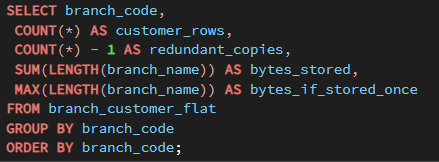 SELECT branch_code,
COUNT(*) AS customer_rows,
COUNT(*) - 1 AS redundant_copies,
SUM(LENGTH(branch_name)) AS bytes_stored,
MAX(LENGTH(branch_name)) AS bytes_if_stored_once
FROM branch_customer_flat
GROUP BY branch_code
ORDER BY branch_code;